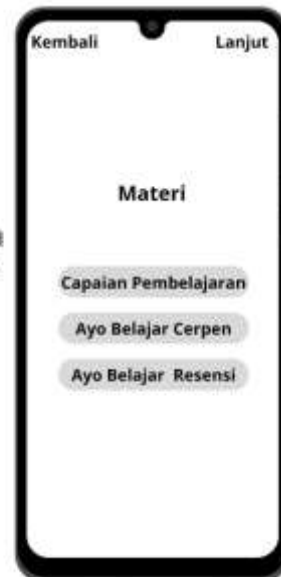 Kembali Lanjut
Materi
Capaian Pembelajaran
Ayo Belajar Cerpen
Ayo Belajar Resensi